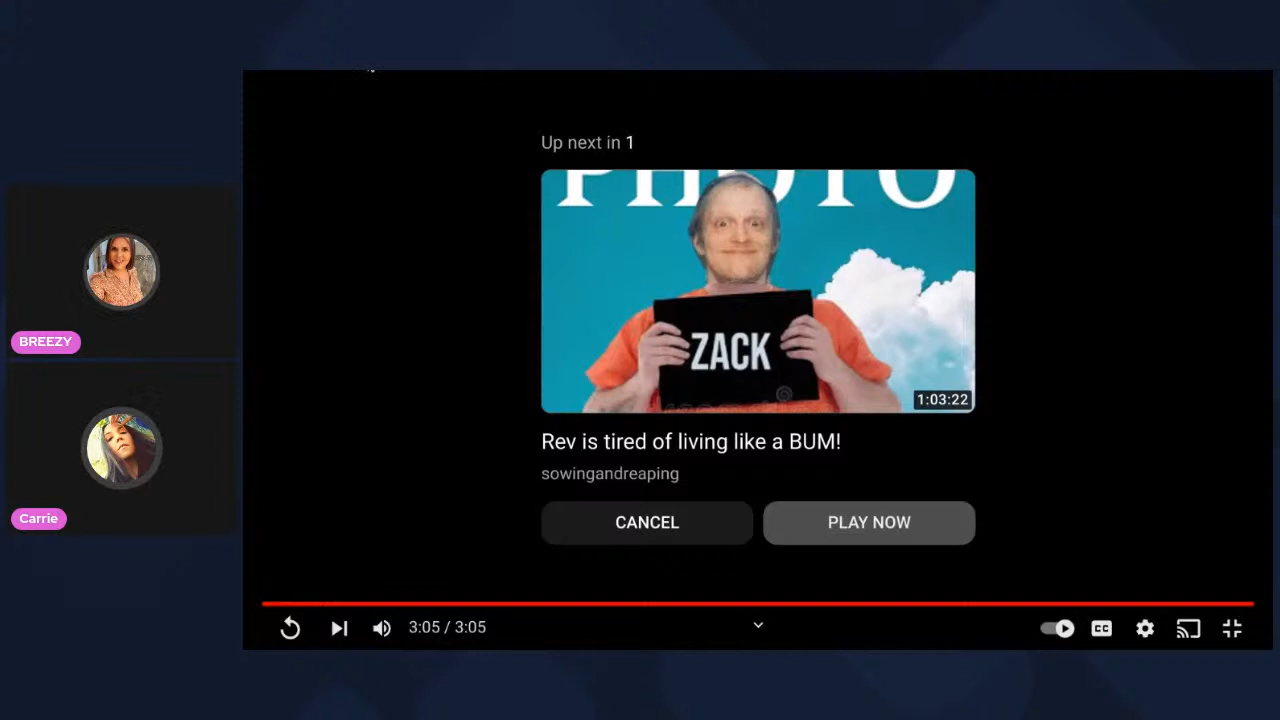 Up next in 1
PHOTO
ZACK
1:03:22
Rev is tired of living like a BUM!
sowingandreaping
CANCEL
PLAY NOW
BREEZY
Carrie
3:05 / 3:05
CC